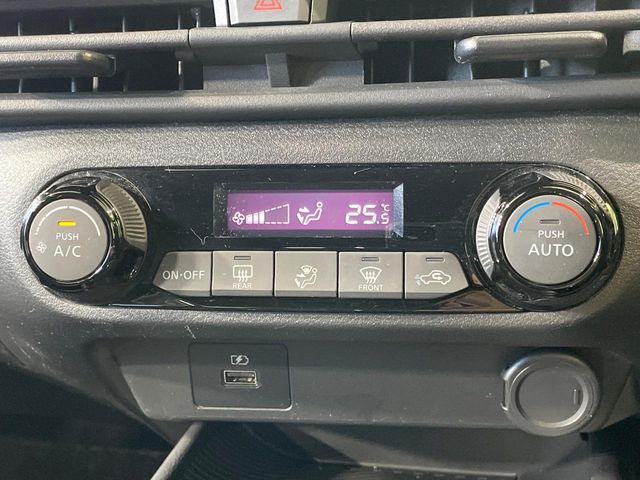 25.5°C
PUSH
A/C
PUSH
AUTO
ON·OFF
REAR
FRONT